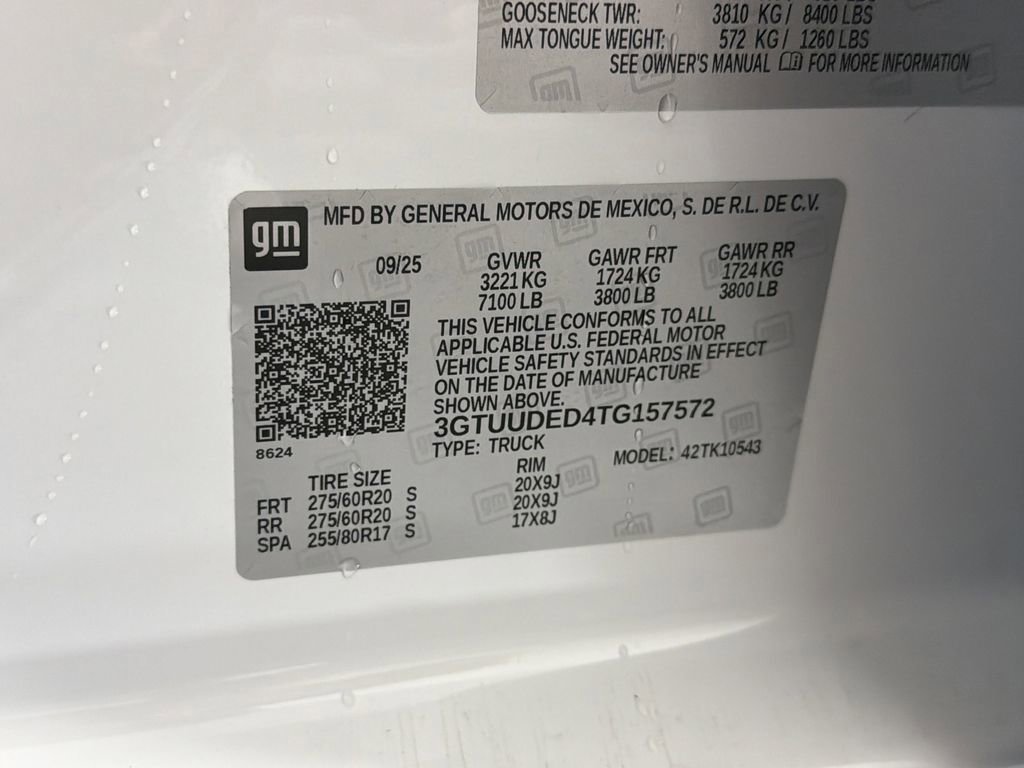 GOOSENECK TWR: 3810 KG/ 8400 LBS
MAX TONGUE WEIGHT: 572 KG/ 1260 LBS
SEE OWNER'S MANUAL FOR MORE INFORMATION
gm
gm MFD BY GENERAL MOTORS DE MEXICO, S. DE R.L. DE C.V.
09/25 GVWR GAWR FRT GAWR RR
3221 KG 1724 KG 1724 KG
7100 LB 3800 LB 3800 LB
THIS VEHICLE CONFORMS TO ALL
APPLICABLE U.S. FEDERAL MOTOR
VEHICLE SAFETY STANDARDS IN EFFECT
ON THE DATE OF MANUFACTURE
SHOWN ABOVE.
3GTUUDED4TG157572
8624
TYPE: TRUCK MODEL: 42TK10543
TIRE SIZE RIM
FRT 275/60R20 S 20X9J
RR 275/60R20 S 20X9J
SPA 255/80R17 S 17X8J